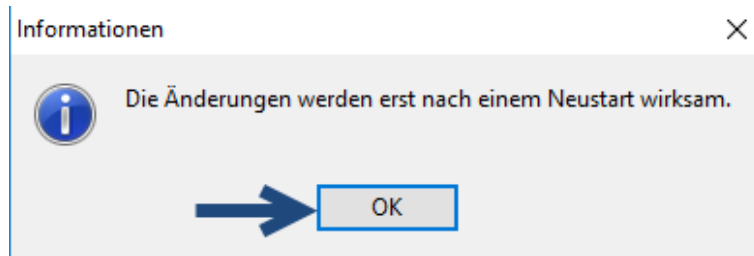 Informationen
Die Änderungen werden erst nach einem Neustart wirksam.
OK